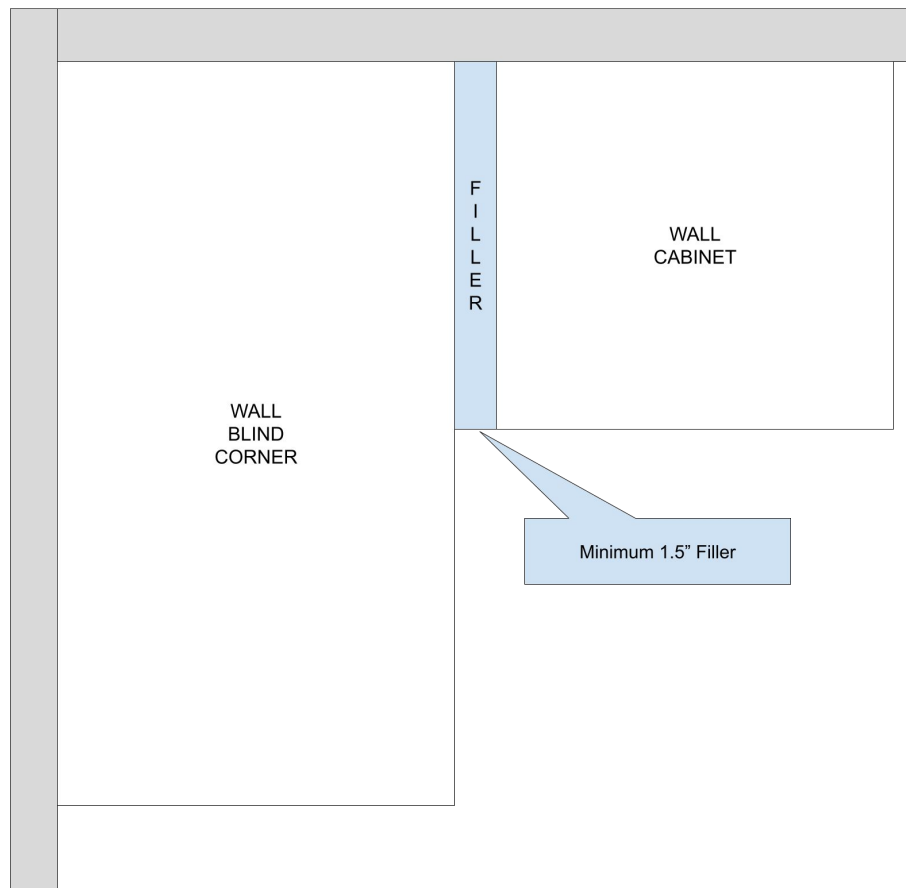 F
I
L
L
E
R
WALL
CABINET
WALL
BLIND
CORNER
Minimum 1.5” Filler